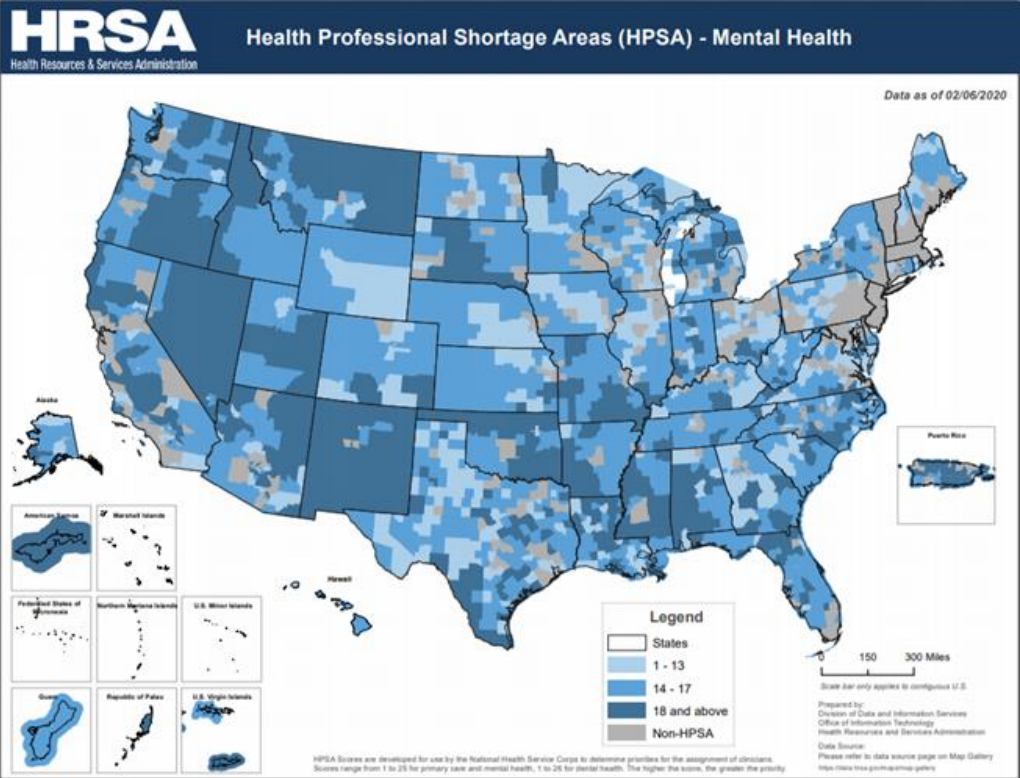 HRSA
Health Resources & Services Administration
Health Professional Shortage Areas (HPSA) - Mental Health
Data as of 02/06/2020
Alaska
Puerto Rico
American Samoa
Marshall Islands
Hawaii
Federated States of
Micronesia
Northern Mariana Islands
U.S. Minor Islands
Guam
Republic of Palau
U.S. Virgin Islands
Legend
States
1 - 13
14 - 17
18 and above
Non-HPSA
0 150 300 Miles
Scale bar only applies to contiguous U.S.
Prepared by:
Division of Data and Information Services
Office of Information Technology
Health Resources and Services Administration
Data Source:
Please refer to data source page on Map Gallery
HPSA Scores are developed for use by the National Health Service Corps to determine priorities for the assignment of clinicians.
Scores range from 1 to 25 for primary care and mental health, 1 to 26 for dental health. The higher the score, the greater the priority.